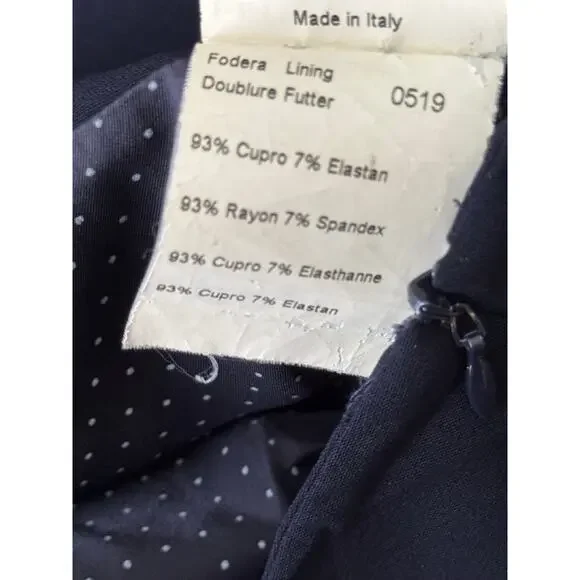 Made in Italy
Fodera Lining
Doublure Futter 0519
93% Cupro 7% Elastan
93% Rayon 7% Spandex
93% Cupro 7% Elasthanne
93% Cupro 7% Elastan